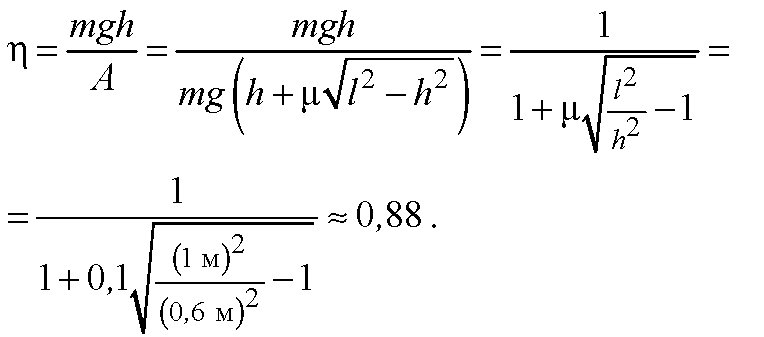 η = mgh / A = mgh / mg(h + μ√(l² − h²)) = 1 / (1 + μ√(l²/h² − 1)) =
= 1 / (1 + 0,1√((1 м)²/(0,6 м)² − 1)) ≈ 0,88 .